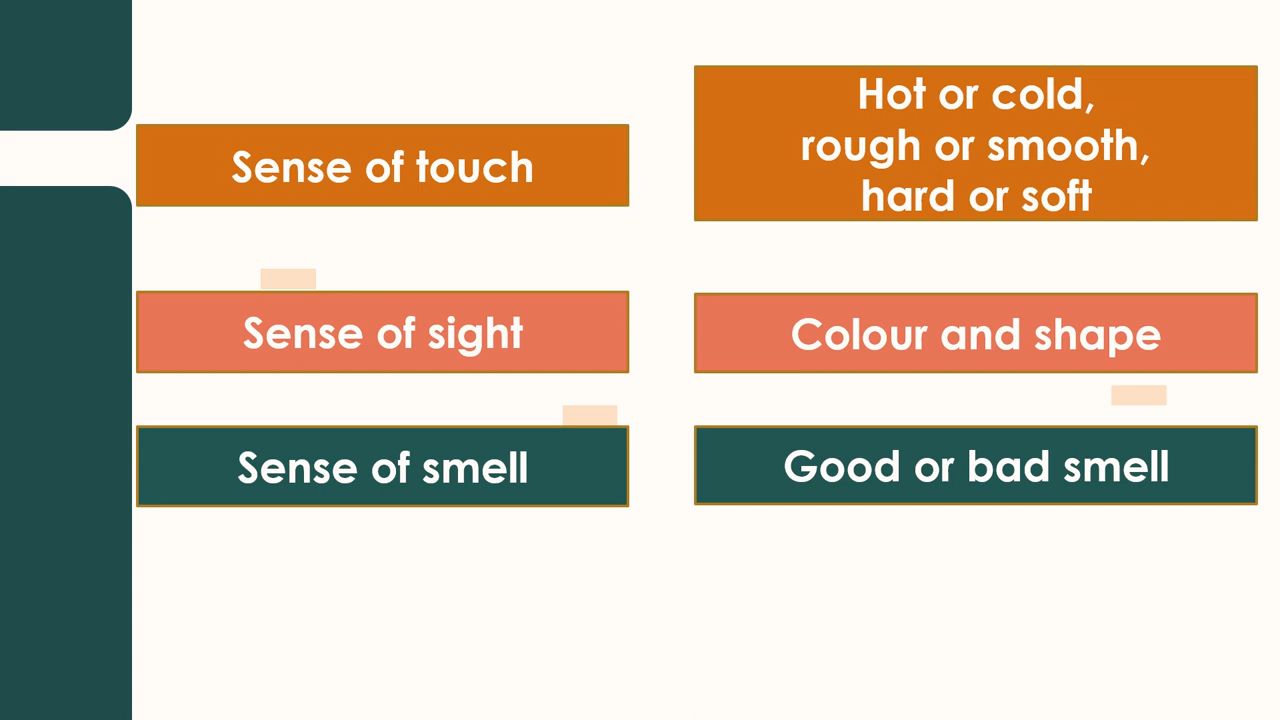 Sense of touch
Hot or cold,
rough or smooth,
hard or soft
Sense of sight
Colour and shape
Sense of smell
Good or bad smell